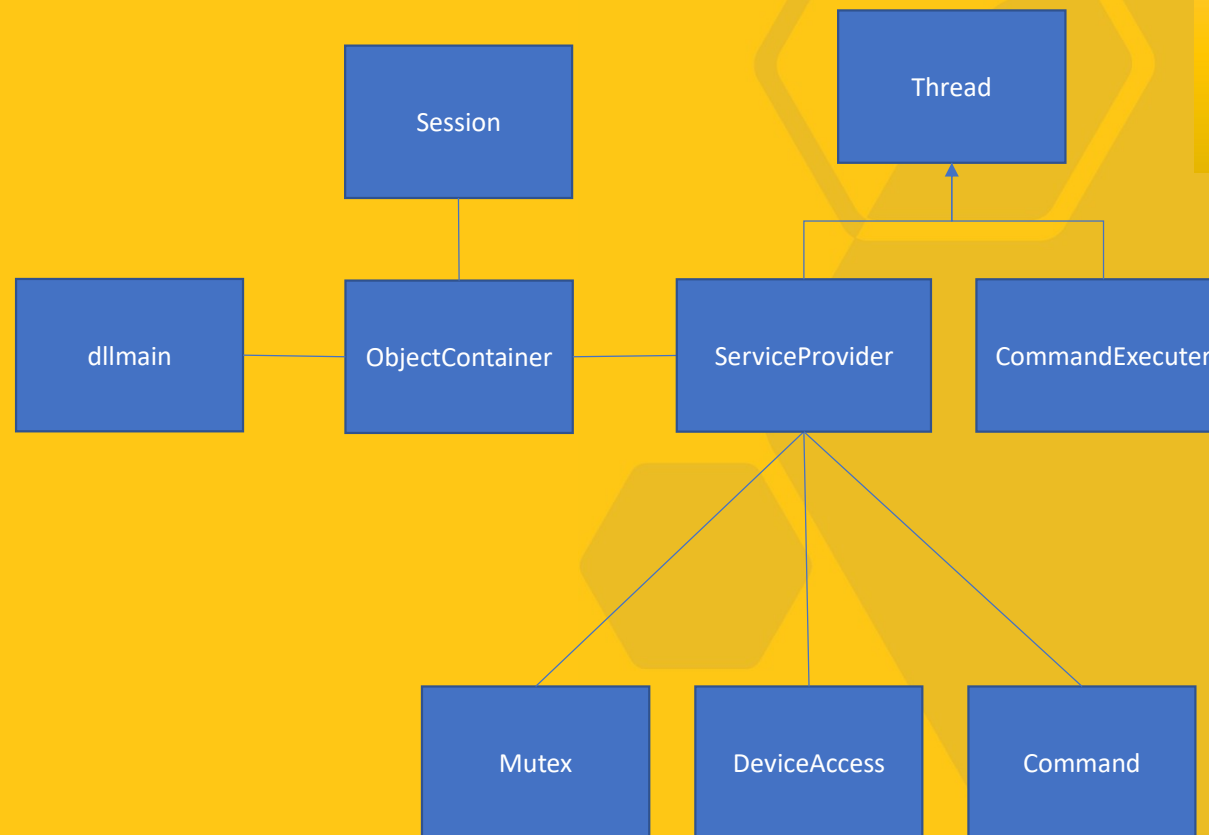 Thread
Session
dllmain
ObjectContainer
ServiceProvider
CommandExecuter
Mutex
DeviceAccess
Command